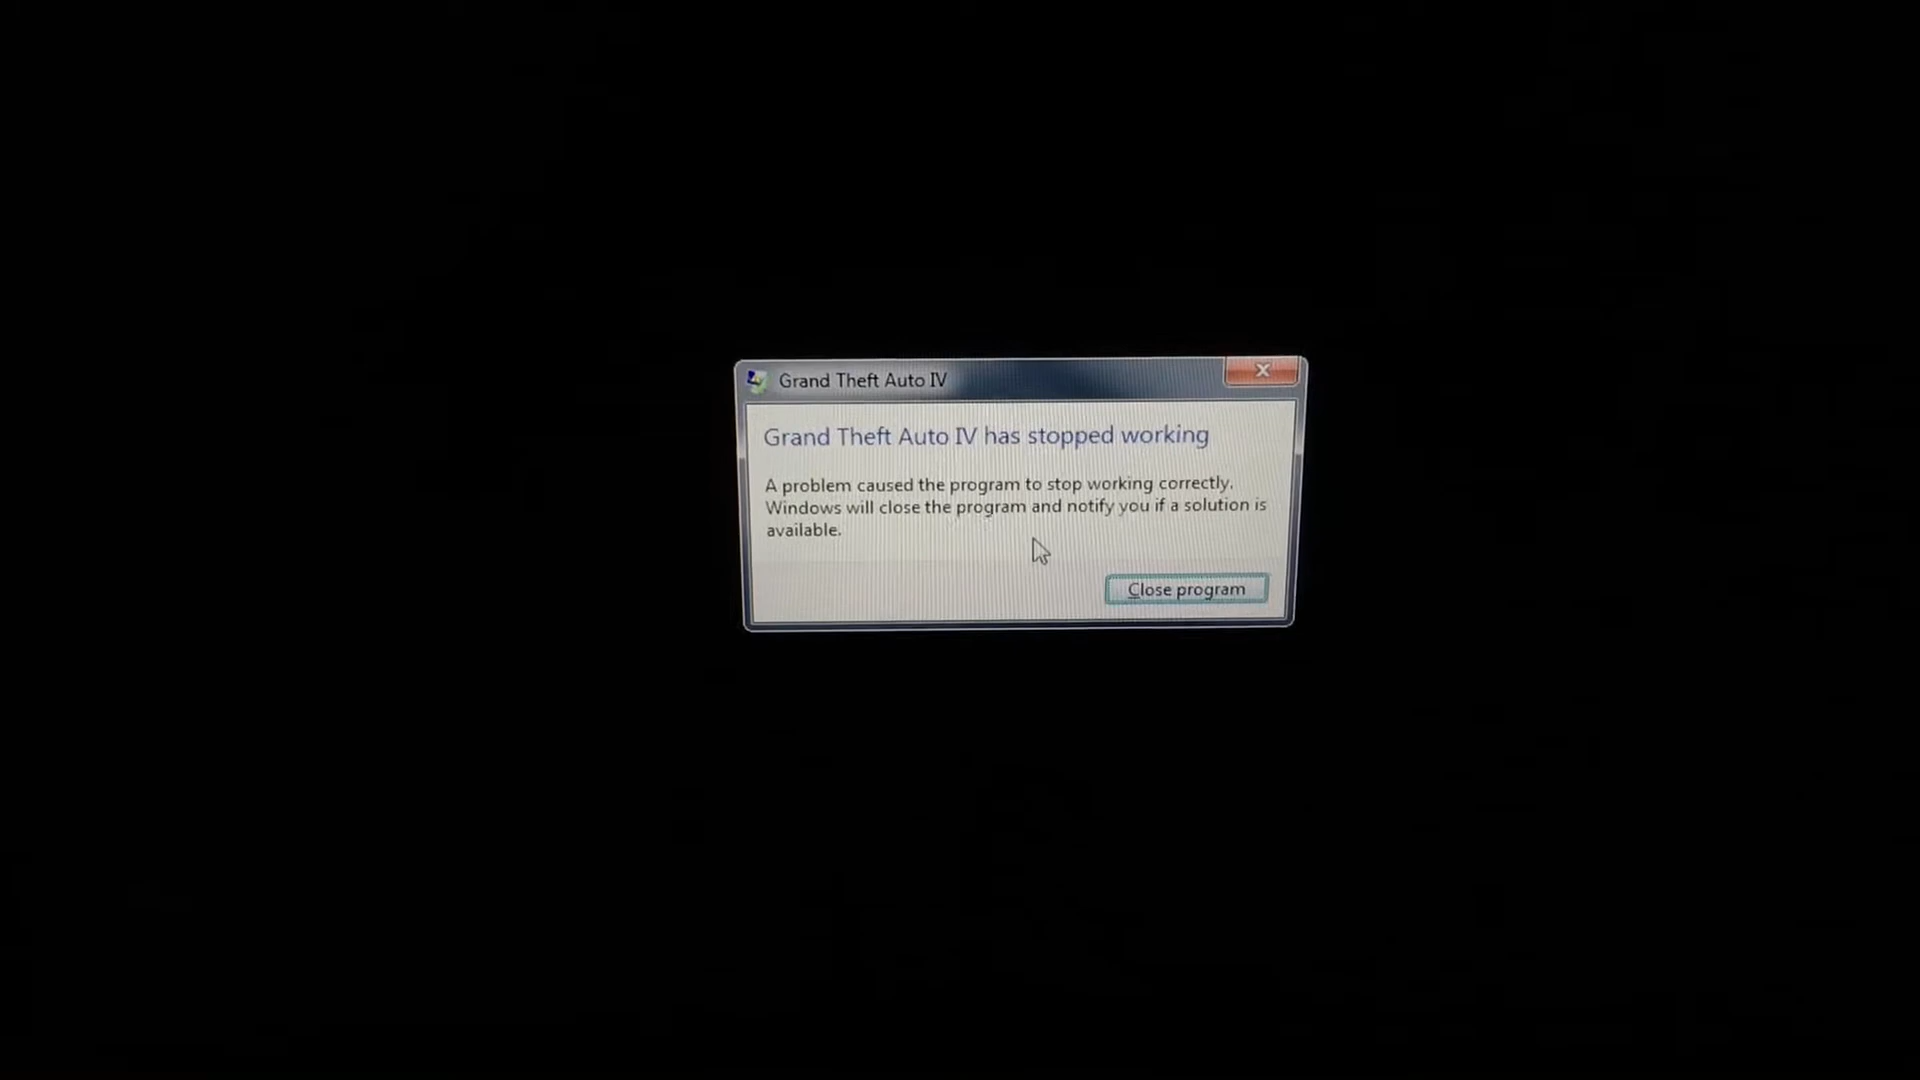 Grand Theft Auto IV
Grand Theft Auto IV has stopped working
A problem caused the program to stop working correctly.
Windows will close the program and notify you if a solution is
available.
Close program